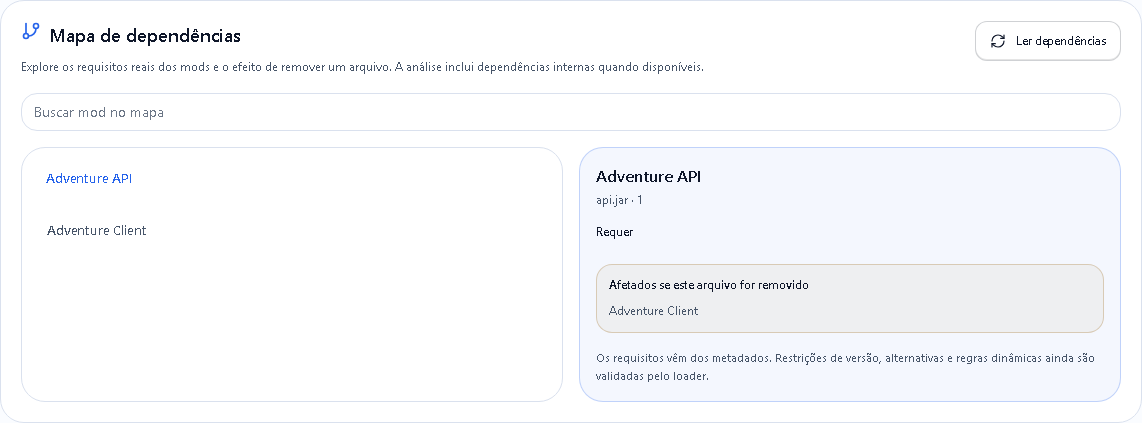 Mapa de dependências
Ler dependências
Explore os requisitos reais dos mods e o efeito de remover um arquivo. A análise inclui dependências internas quando disponíveis.
Buscar mod no mapa
Adventure API
Adventure Client
Adventure API
api.jar · 1
Requer
Afetados se este arquivo for removido
Adventure Client
Os requisitos vêm dos metadados. Restrições de versão, alternativas e regras dinâmicas ainda são
validadas pelo loader.